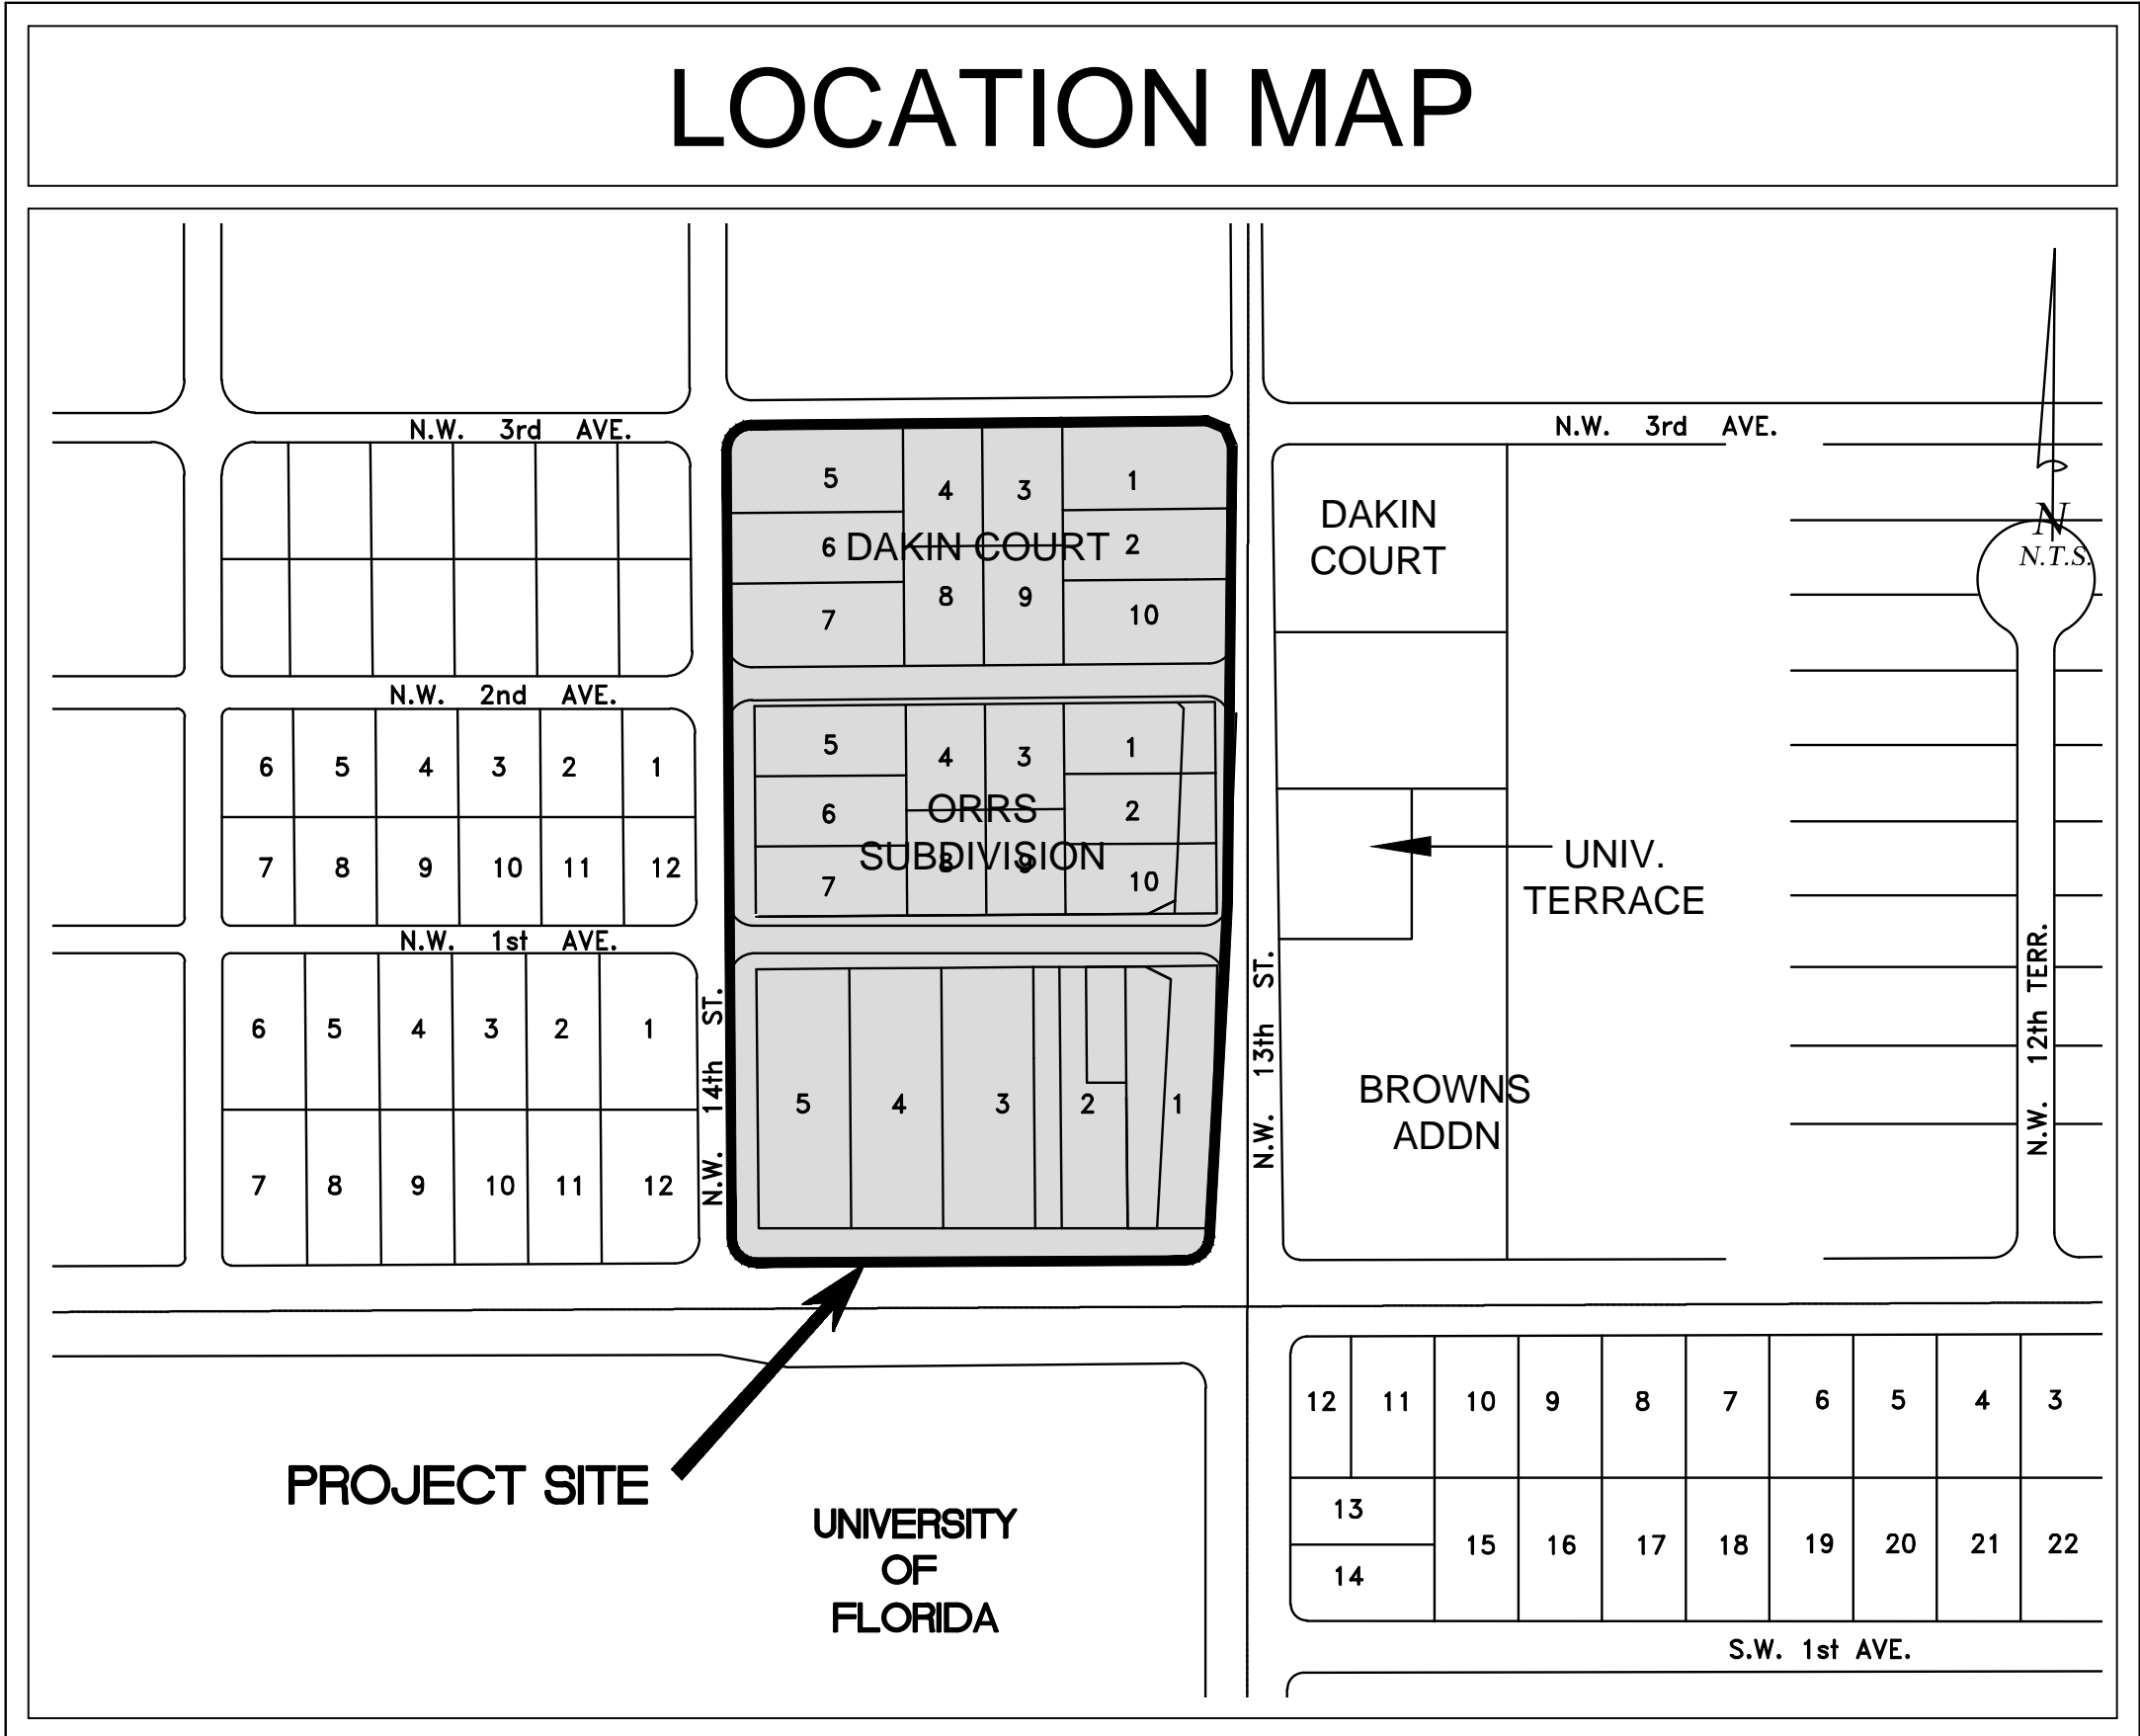 LOCATION MAP
N.W. 3rd AVE.
N.W. 3rd AVE.
5
4
3
1
6
DAKIN COURT
2
7
8
9
10
DAKIN
COURT
N
N.T.S.
N.W. 2nd AVE.
6 5 4 3 2 1
7 8 9 10 11 12
5
4
3
1
6
ORRS
SUBDIVISION
2
7
8
9
10
UNIV.
TERRACE
N.W. 1st AVE.
6 5 4 3 2 1
7 8 9 10 11 12
N.W. 14th ST.
5 4 3 2 1
N.W. 13th ST.
BROWNS
ADDN
N.W. 12th TERR.
PROJECT SITE
UNIVERSITY
OF
FLORIDA
12 11 10 9 8 7 6 5 4 3
13
14
15 16 17 18 19 20 21 22
S.W. 1st AVE.